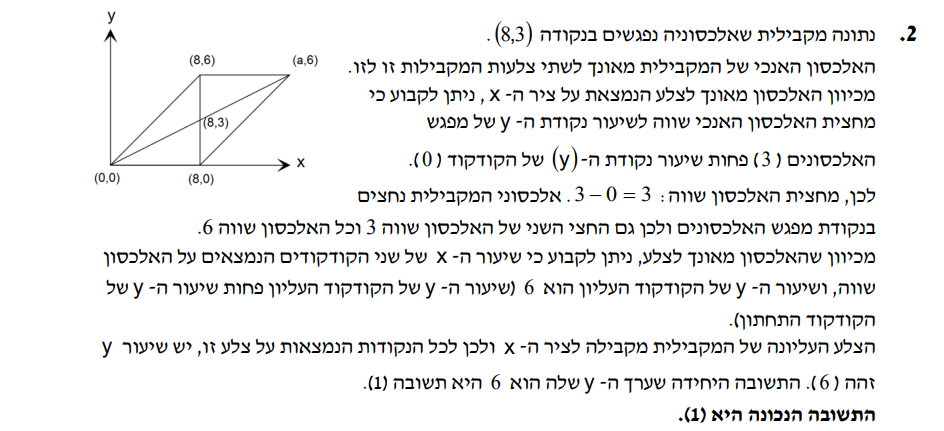 2. נתונה מקבילית שאלכסוניה נפגשים בנקודה (8,3).
האלכסון האנכי של המקבילית מאונך לשתי צלעות המקבילות זו לזו.
מכיוון האלכסון מאונך לצלע הנמצאת על ציר ה- x , ניתן לקבוע כי
מחצית האלכסון האנכי שווה לשיעור נקודת ה- y של מפגש
האלכסונים (3) פחות שיעור נקודת ה-(y) של הקודקוד (0).
לכן, מחצית האלכסון שווה: 3 = 0 – 3. אלכסוני המקבילית נחצים
בנקודת מפגש האלכסונים ולכן גם החצי השני של האלכסון שווה 3 וכל האלכסון שווה 6.
מכיוון שהאלכסון מאונך לצלע, ניתן לקבוע כי שיעור ה- x של שני הקודקודים הנמצאים על האלכסון
שווה, ושיעור ה- y של הקודקוד העליון הוא 6 (שיעור ה- y של הקודקוד העליון פחות שיעור ה- y של
הקודקוד התחתון).
הצלע העליונה של המקבילית מקבילה לציר ה- x ולכן לכל הנקודות הנמצאות על צלע זו, יש שיעור y
זהה (6). התשובה היחידה שערך ה- y שלה הוא 6 היא תשובה (1).
התשובה הנכונה היא (1).
y
(8,6)
(a,6)
(8,3)
x
(0,0)
(8,0)